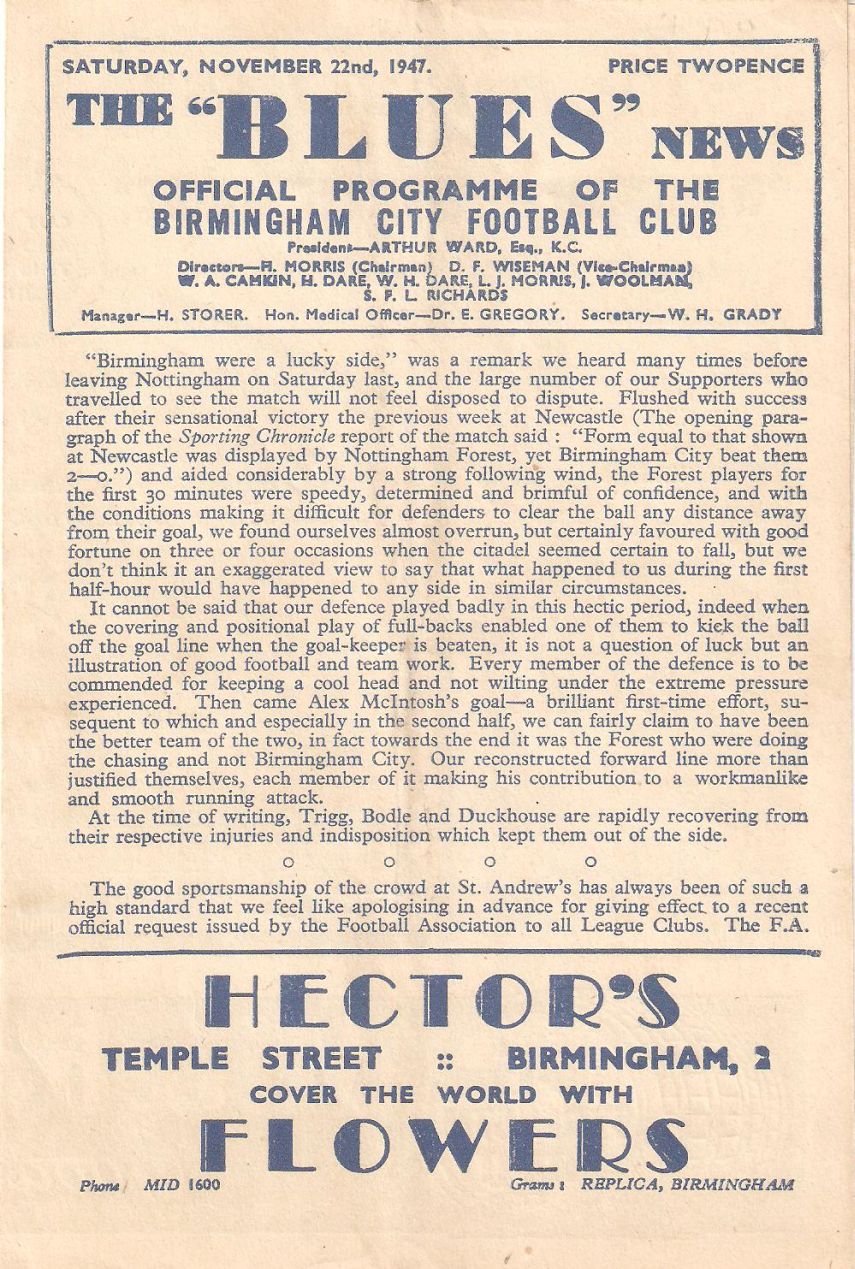 SATURDAY, NOVEMBER 22nd, 1947. PRICE TWOPENCE
THE "BLUES" NEWS
OFFICIAL PROGRAMME OF THE
BIRMINGHAM CITY FOOTBALL CLUB
President—ARTHUR WARD, Esq., K.C.
Directors—H. MORRIS (Chairman) D. F. WISEMAN (Vice-Chairman)
W. A. CAMKIN, H. DARE, W. H. DARE, L. J. MORRIS, J. WOOLMAN,
S. F. L. RICHARDS
Manager—H. STORER. Hon. Medical Officer—Dr. E. GREGORY. Secretary—W. H. GRADY
"Birmingham were a lucky side," was a remark we heard many times before
leaving Nottingham on Saturday last, and the large number of our Supporters who
travelled to see the match will not feel disposed to dispute. Flushed with success
after their sensational victory the previous week at Newcastle (The opening para-
graph of the Sporting Chronicle report of the match said : "Form equal to that shown
at Newcastle was displayed by Nottingham Forest, yet Birmingham City beat them
2—0.") and aided considerably by a strong following wind, the Forest players for
the first 30 minutes were speedy, determined and brimful of confidence, and with
the conditions making it difficult for defenders to clear the ball any distance away
from their goal, we found ourselves almost overrun, but certainly favoured with good
fortune on three or four occasions when the citadel seemed certain to fall, but we
don't think it an exaggerated view to say that what happened to us during the first
half-hour would have happened to any side in similar circumstances.
It cannot be said that our defence played badly in this hectic period, indeed when
the covering and positional play of full-backs enabled one of them to kick the ball
off the goal line when the goal-keeper is beaten, it is not a question of luck but an
illustration of good football and team work. Every member of the defence is to be
commended for keeping a cool head and not wilting under the extreme pressure
experienced. Then came Alex McIntosh's goal—a brilliant first-time effort, su-
sequent to which and especially in the second half, we can fairly claim to have been
the better team of the two, in fact towards the end it was the Forest who were doing
the chasing and not Birmingham City. Our reconstructed forward line more than
justified themselves, each member of it making his contribution to a workmanlike
and smooth running attack.
At the time of writing, Trigg, Bodle and Duckhouse are rapidly recovering from
their respective injuries and indisposition which kept them out of the side.
o o o o
The good sportsmanship of the crowd at St. Andrew's has always been of such a
high standard that we feel like apologising in advance for giving effect to a recent
official request issued by the Football Association to all League Clubs. The F.A.
HECTOR'S
TEMPLE STREET :: BIRMINGHAM, 2
COVER THE WORLD WITH
FLOWERS
Phone MID 1600 Grams : REPLICA, BIRMINGHAM